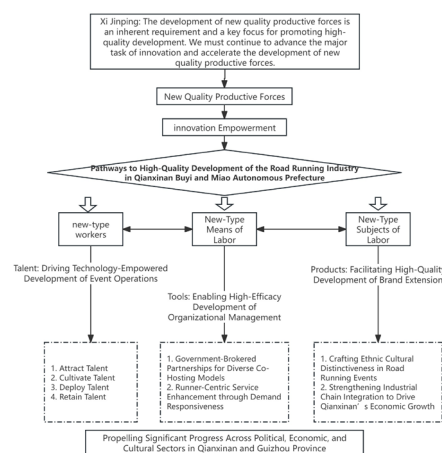 Xi Jinping: The development of new quality productive forces is
an inherent requirement and a key focus for promoting high-
quality development. We must continue to advance the major
task of innovation and accelerate the development of new
quality productive forces.
New Quality Productive Forces
innovation Empowerment
Pathways to High-Quality Development of the Road Running Industry
in Qianxinan Buyi and Miao Autonomous Prefecture
new-type
workers
New-Type
Means of
Labor
New-Type
Subjects of
Labor
Talent: Driving Technology-Empowered
Development of Event Operations
Tools: Enabling High-Efficacy
Development of
Organizational Management
Products: Facilitating High-Quality
Development of Brand Extension
1. Attract Talent
2. Cultivate Talent
3. Deploy Talent
4. Retain Talent
1. Government-Brokered
Partnerships for Diverse Co-
Hosting Models
2. Runner-Centric Service
Enhancement through Demand
Responsiveness
1. Crafting Ethnic Cultural
Distinctiveness in Road
Running Events
2. Strengthening Industrial
Chain Integration to Drive
Qianxinan's Economic Growth
Propelling Significant Progress Across Political, Economic, and
Cultural Sectors in Qianxinan and Guizhou Province